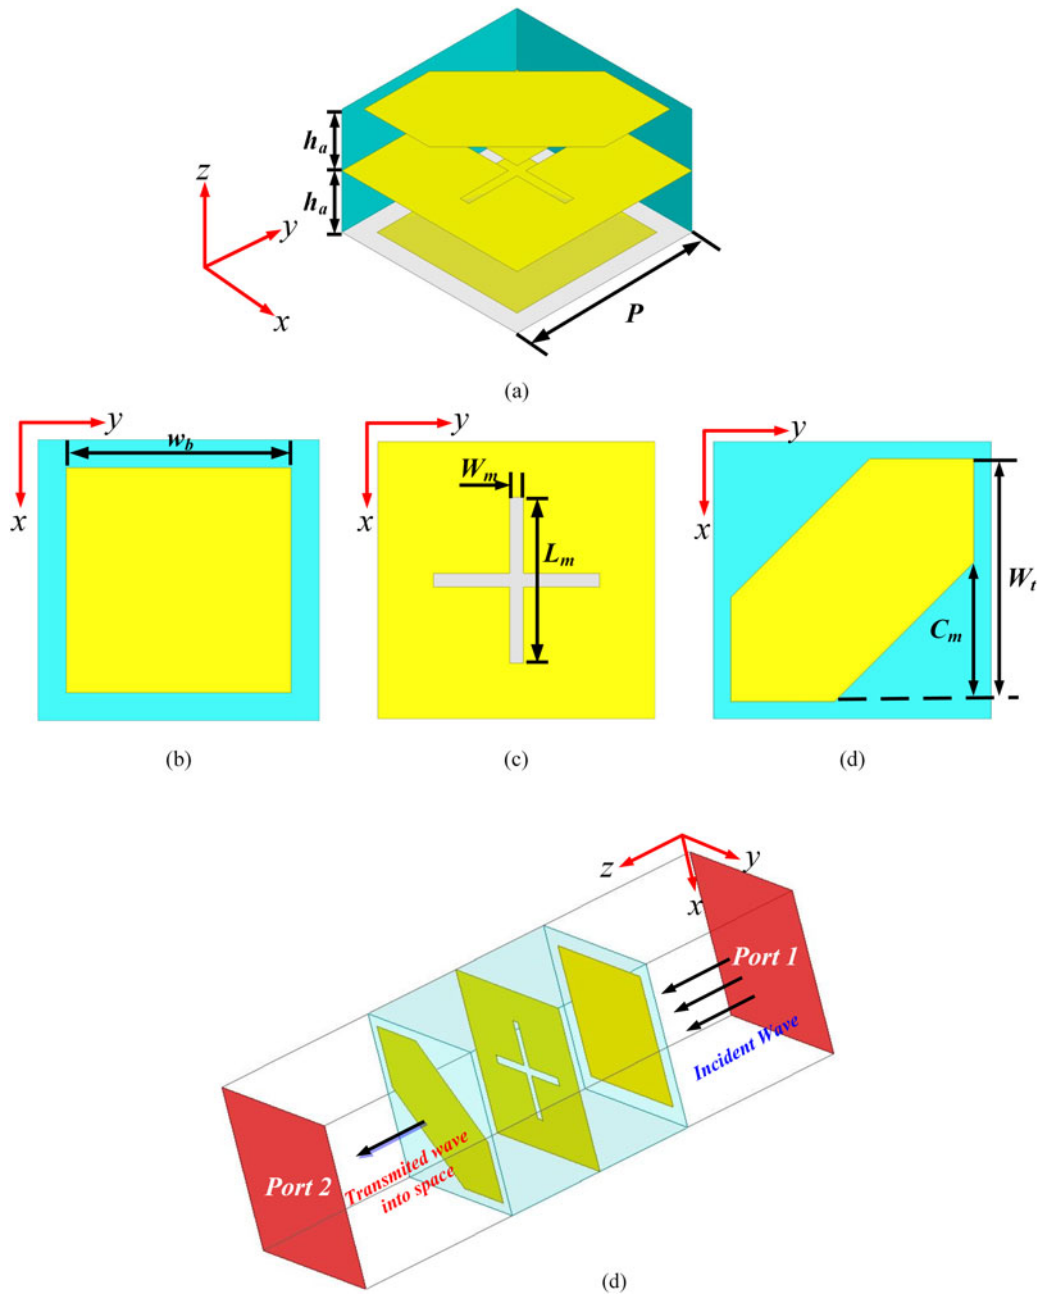 h_a
h_a
z
y
x
P
(a)
y
x
w_b
y
x
W_m
L_m
y
x
W_t
C_m
(b)
(c)
(d)
z
y
x
Port 1
Incident Wave
Port 2
Transmited wave
into space
(d)